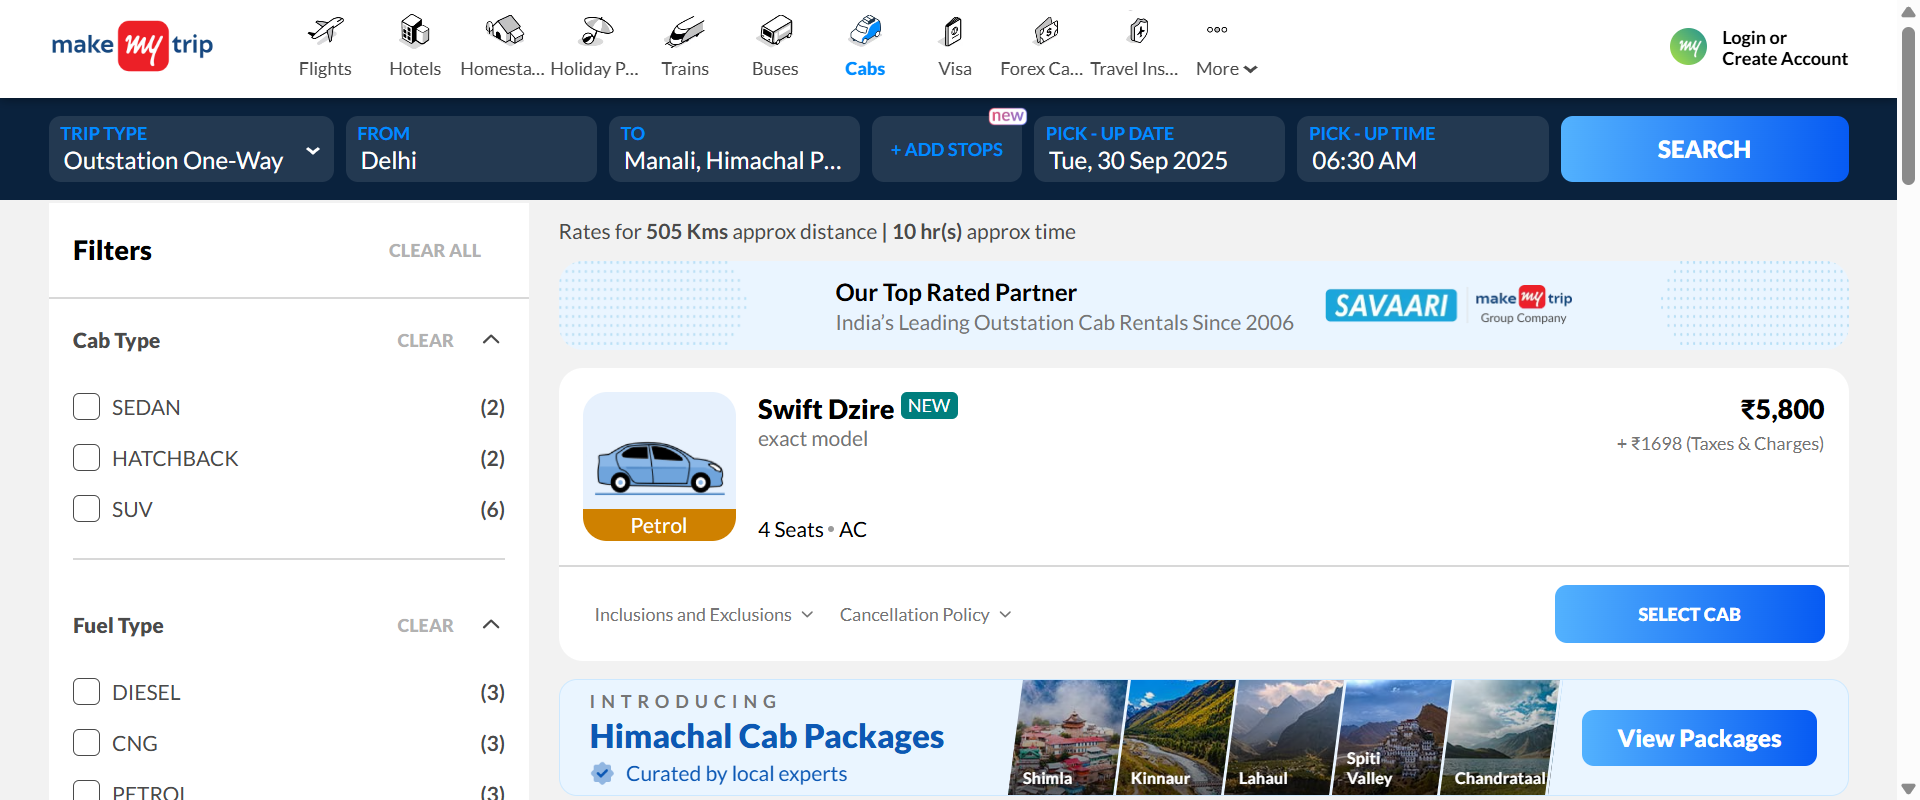 make my trip
Flights
Hotels
Homesta...
Holiday P...
Trains
Buses
Cabs
Visa
Forex Ca...
Travel Ins...
More
my
Login or
Create Account
TRIP TYPE
Outstation One-Way
FROM
Delhi
TO
Manali, Himachal P...
new
+ ADD STOPS
PICK - UP DATE
Tue, 30 Sep 2025
PICK - UP TIME
06:30 AM
SEARCH
Filters
CLEAR ALL
Cab Type
CLEAR
SEDAN (2)
HATCHBACK (2)
SUV (6)
Fuel Type
CLEAR
DIESEL (3)
CNG (3)
PETROL (3)
Rates for 505 Kms approx distance | 10 hr(s) approx time
Our Top Rated Partner
India's Leading Outstation Cab Rentals Since 2006
SAVAARI
make my trip
Group Company
Swift Dzire NEW
exact model
₹5,800
+ ₹1698 (Taxes & Charges)
Petrol
4 Seats • AC
Inclusions and Exclusions
Cancellation Policy
SELECT CAB
INTRODUCING
Himachal Cab Packages
Curated by local experts
Shimla
Kinnaur
Lahaul
Spiti
Valley
Chandrataal
View Packages